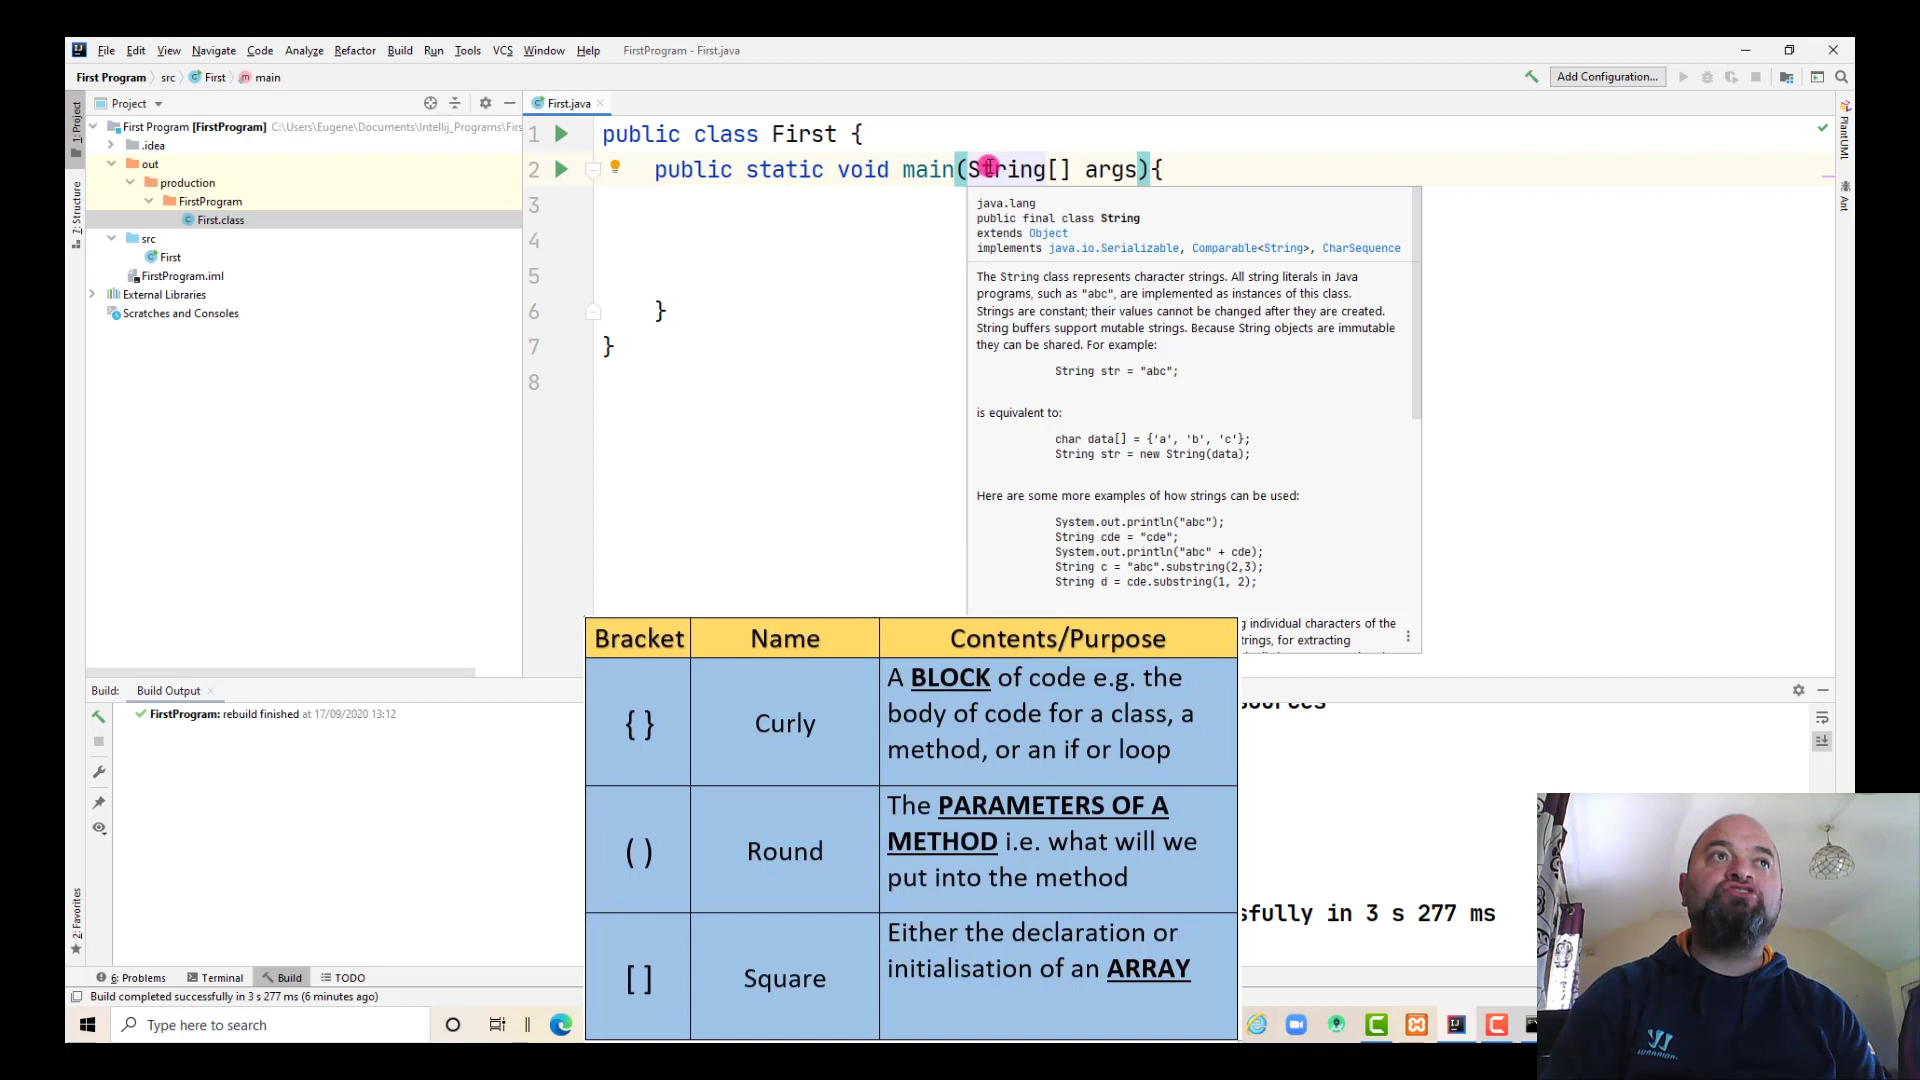 File Edit View Navigate Code Analyze Refactor Build Run Tools VCS Window Help FirstProgram - First.java
First Program src First main Add Configuration...
Project
First.java
1: Project
7: Structure
2: Favorites
First Program [FirstProgram] C:\Users\Eugene\Documents\Intellij_Programs\Firs
.idea
out
production
FirstProgram
First.class
src
First
FirstProgram.iml
External Libraries
Scratches and Consoles
1 public class First {
2 public static void main(String[] args){
3
4
5
6 }
7 }
8
PlantUML
Ant
java.lang
public final class String
extends Object
implements java.io.Serializable, Comparable<String>, CharSequence
The String class represents character strings. All string literals in Java
programs, such as "abc", are implemented as instances of this class.
Strings are constant; their values cannot be changed after they are created.
String buffers support mutable strings. Because String objects are immutable
they can be shared. For example:
String str = "abc";
is equivalent to:
char data[] = {'a', 'b', 'c'};
String str = new String(data);
Here are some more examples of how strings can be used:
System.out.println("abc");
String cde = "cde";
System.out.println("abc" + cde);
String c = "abc".substring(2,3);
String d = cde.substring(1, 2);
individual characters of the
trings, for extracting
Bracket Name Contents/Purpose
{ } Curly A BLOCK of code e.g. the
body of code for a class, a
method, or an if or loop
( ) Round The PARAMETERS OF A
METHOD i.e. what will we
put into the method
[ ] Square Either the declaration or
initialisation of an ARRAY
Build: Build Output
FirstProgram: rebuild finished at 17/09/2020 13:12
sfully in 3 s 277 ms
6: Problems Terminal Build TODO
Build completed successfully in 3 s 277 ms (6 minutes ago)
Type here to search
WARRIOR